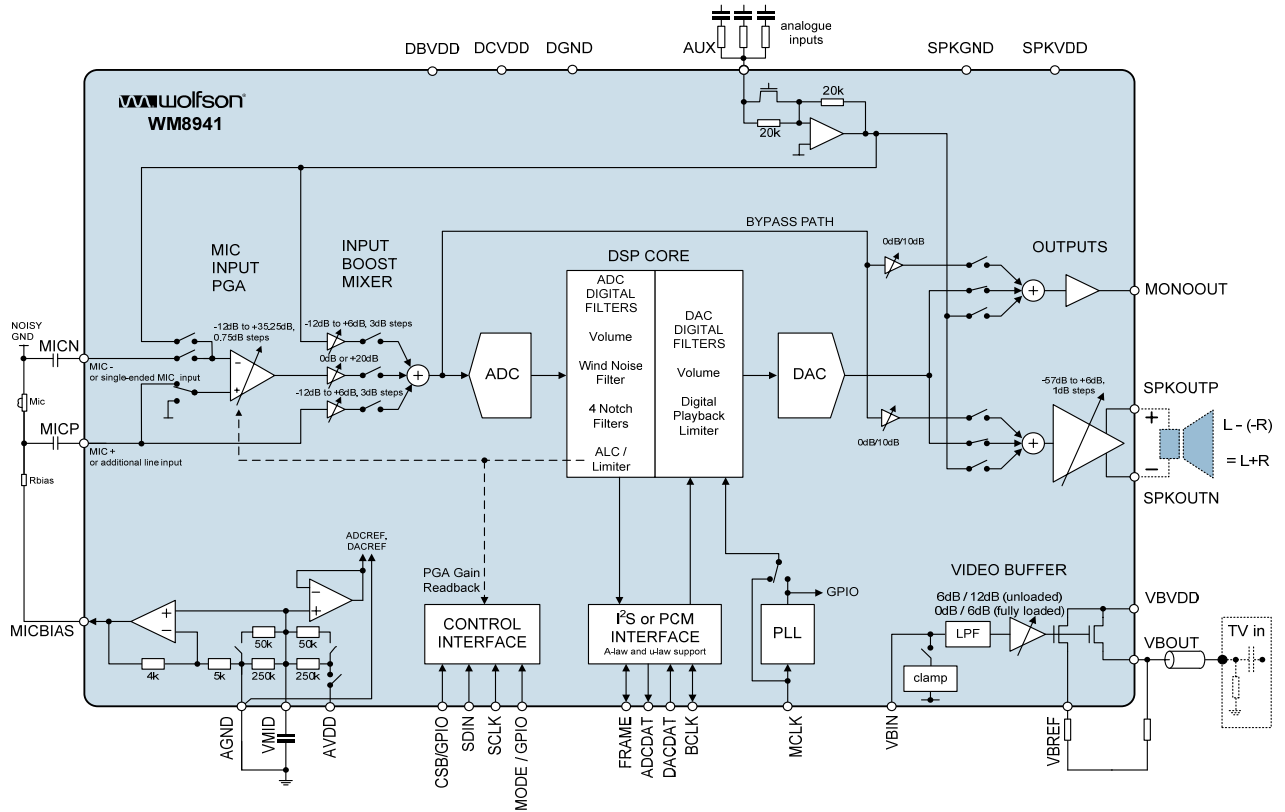 analogue
inputs
DBVDD
DCVDD
DGND
AUX
SPKGND
SPKVDD
wolfson®
WM8941
20k
20k
BYPASS PATH
MIC
INPUT
PGA
INPUT
BOOST
MIXER
DSP CORE
0dB/10dB
OUTPUTS
ADC
DIGITAL
FILTERS
Volume
Wind Noise
Filter
4 Notch
Filters
ALC /
Limiter
DAC
DIGITAL
FILTERS
Volume
Digital
Playback
Limiter
MONOOUT
NOISY
GND
MICN
-12dB to +35.25dB,
0.75dB steps
-12dB to +6dB, 3dB steps
0dB or +20dB
-12dB to +6dB, 3dB steps
MIC -
or single-ended MIC input
ADC
DAC
-57dB to +6dB,
1dB steps
SPKOUTP
Mic
MICP
MIC +
or additional line input
0dB/10dB
L – (-R)
= L+R
Rbias
SPKOUTN
ADCREF,
DACREF
PGA Gain
Readback
GPIO
VIDEO BUFFER
6dB / 12dB (unloaded)
0dB / 6dB (fully loaded)
MICBIAS
50k
50k
4k
5k
250k
250k
CONTROL
INTERFACE
I²S or PCM
INTERFACE
A-law and u-law support
PLL
LPF
clamp
VBVDD
VBOUT
TV in
AGND
VMID
AVDD
CSB/GPIO
SDIN
SCLK
MODE / GPIO
FRAME
ADCDAT
DACDAT
BCLK
MCLK
VBIN
VBREF